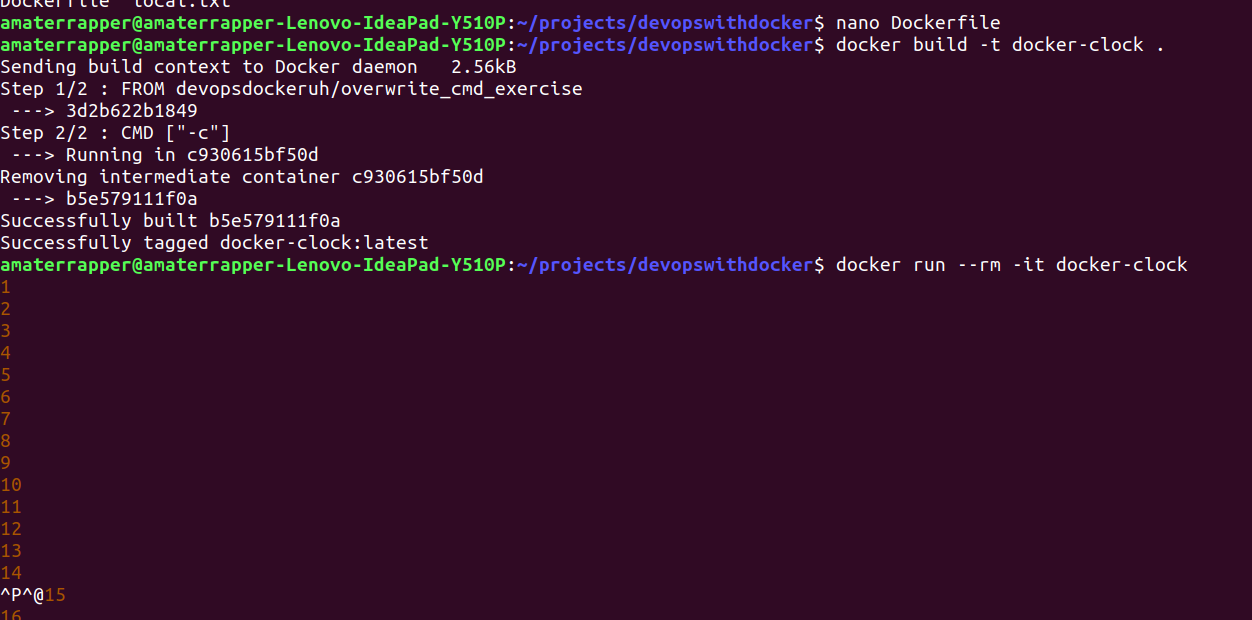 Dockerfile  local.txt
amaterrapper@amaterrapper-Lenovo-IdeaPad-Y510P:~/projects/devopswithdocker$ nano Dockerfile
amaterrapper@amaterrapper-Lenovo-IdeaPad-Y510P:~/projects/devopswithdocker$ docker build -t docker-clock .
Sending build context to Docker daemon   2.56kB
Step 1/2 : FROM devopsdockeruh/overwrite_cmd_exercise
 ---> 3d2b622b1849
Step 2/2 : CMD ["-c"]
 ---> Running in c930615bf50d
Removing intermediate container c930615bf50d
 ---> b5e579111f0a
Successfully built b5e579111f0a
Successfully tagged docker-clock:latest
amaterrapper@amaterrapper-Lenovo-IdeaPad-Y510P:~/projects/devopswithdocker$ docker run --rm -it docker-clock
1
2
3
4
5
6
7
8
9
10
11
12
13
14
^P^@15
16